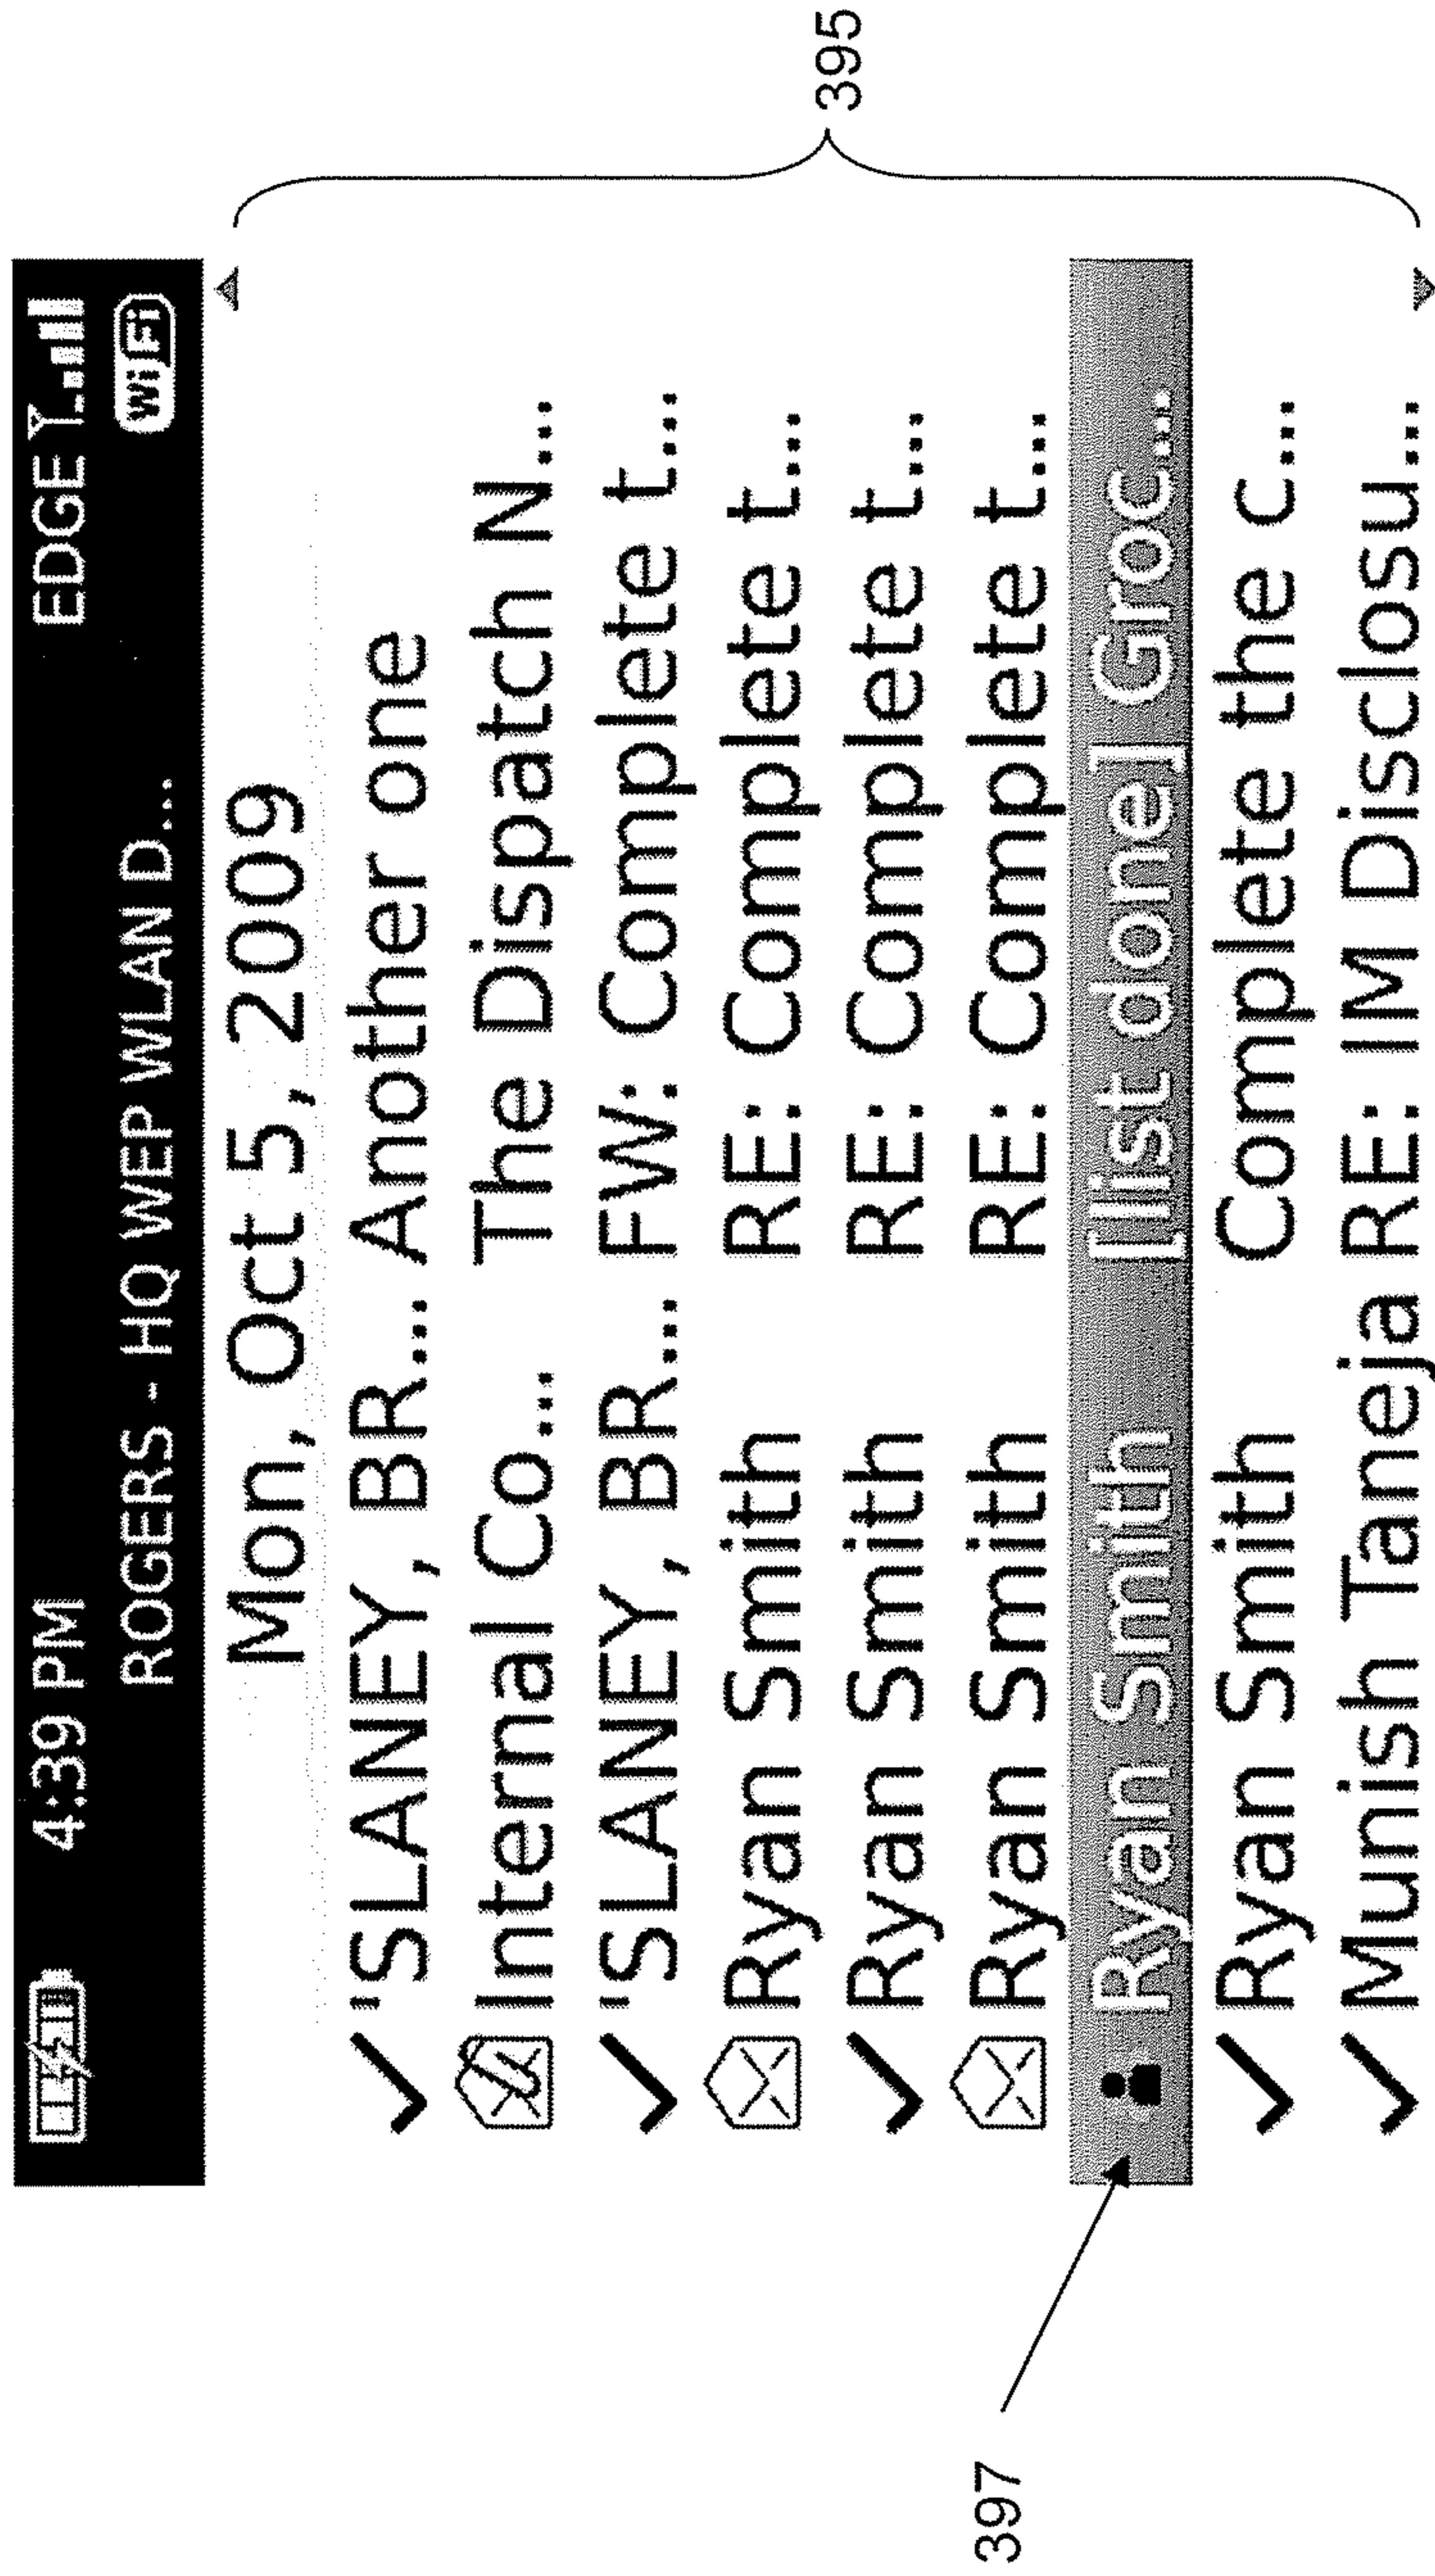 4:39 PM EDGE
ROGERS - HQ WEP WLAN D... WiFi
Mon, Oct 5, 2009
'SLANEY, BR... Another one
Internal Co... The Dispatch N...
'SLANEY, BR... FW: Complete t...
Ryan Smith RE: Complete t...
Ryan Smith RE: Complete t...
Ryan Smith RE: Complete t...
Ryan Smith [list done] Groc...
Ryan Smith Complete the c...
Munish Taneja RE: IM Disclosu...
395
397